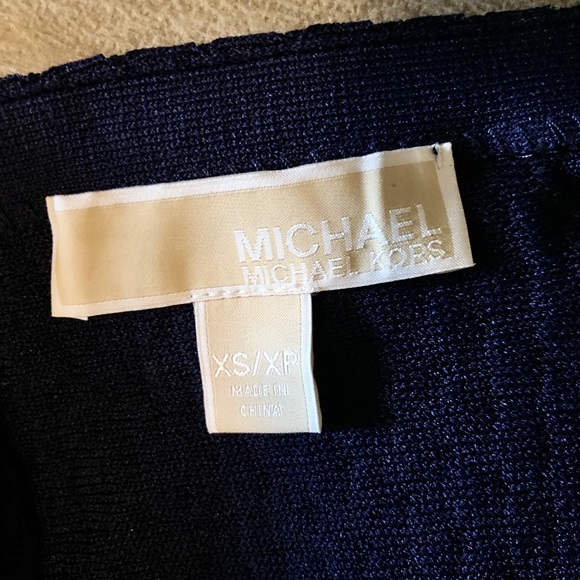 MICHAEL
MICHAEL KORS
XS/XP
MADE IN
CHINA